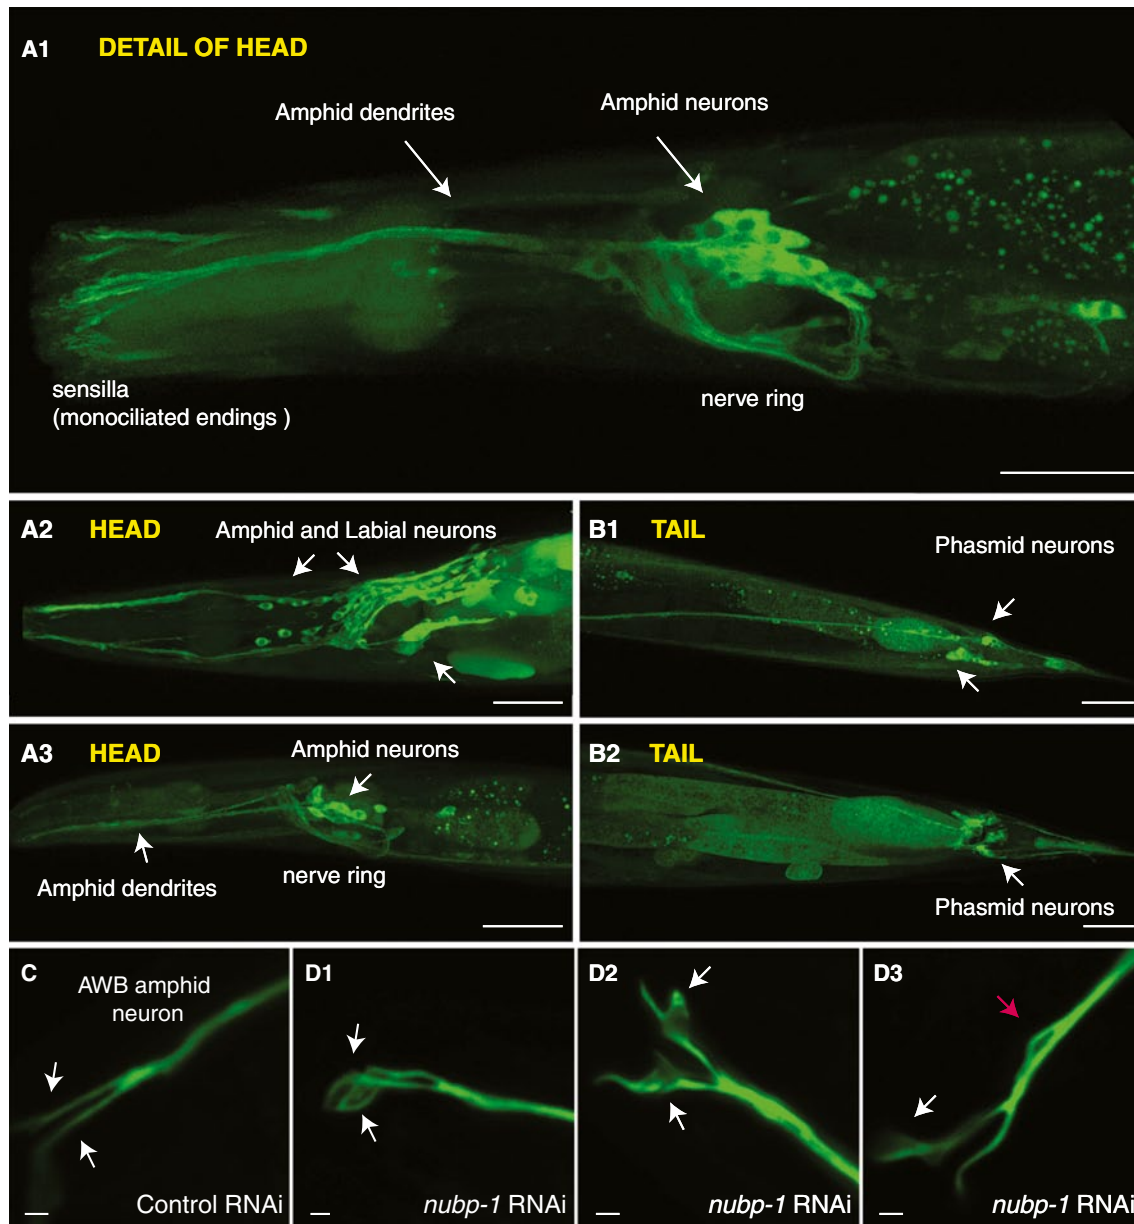 A1 DETAIL OF HEAD
Amphid dendrites
Amphid neurons
sensilla
(monociliated endings )
nerve ring
A2 HEAD
Amphid and Labial neurons
B1 TAIL
Phasmid neurons
A3 HEAD
Amphid neurons
Amphid dendrites
nerve ring
B2 TAIL
Phasmid neurons
C
AWB amphid
neuron
Control RNAi
D1
nubp-1 RNAi
D2
nubp-1 RNAi
D3
nubp-1 RNAi